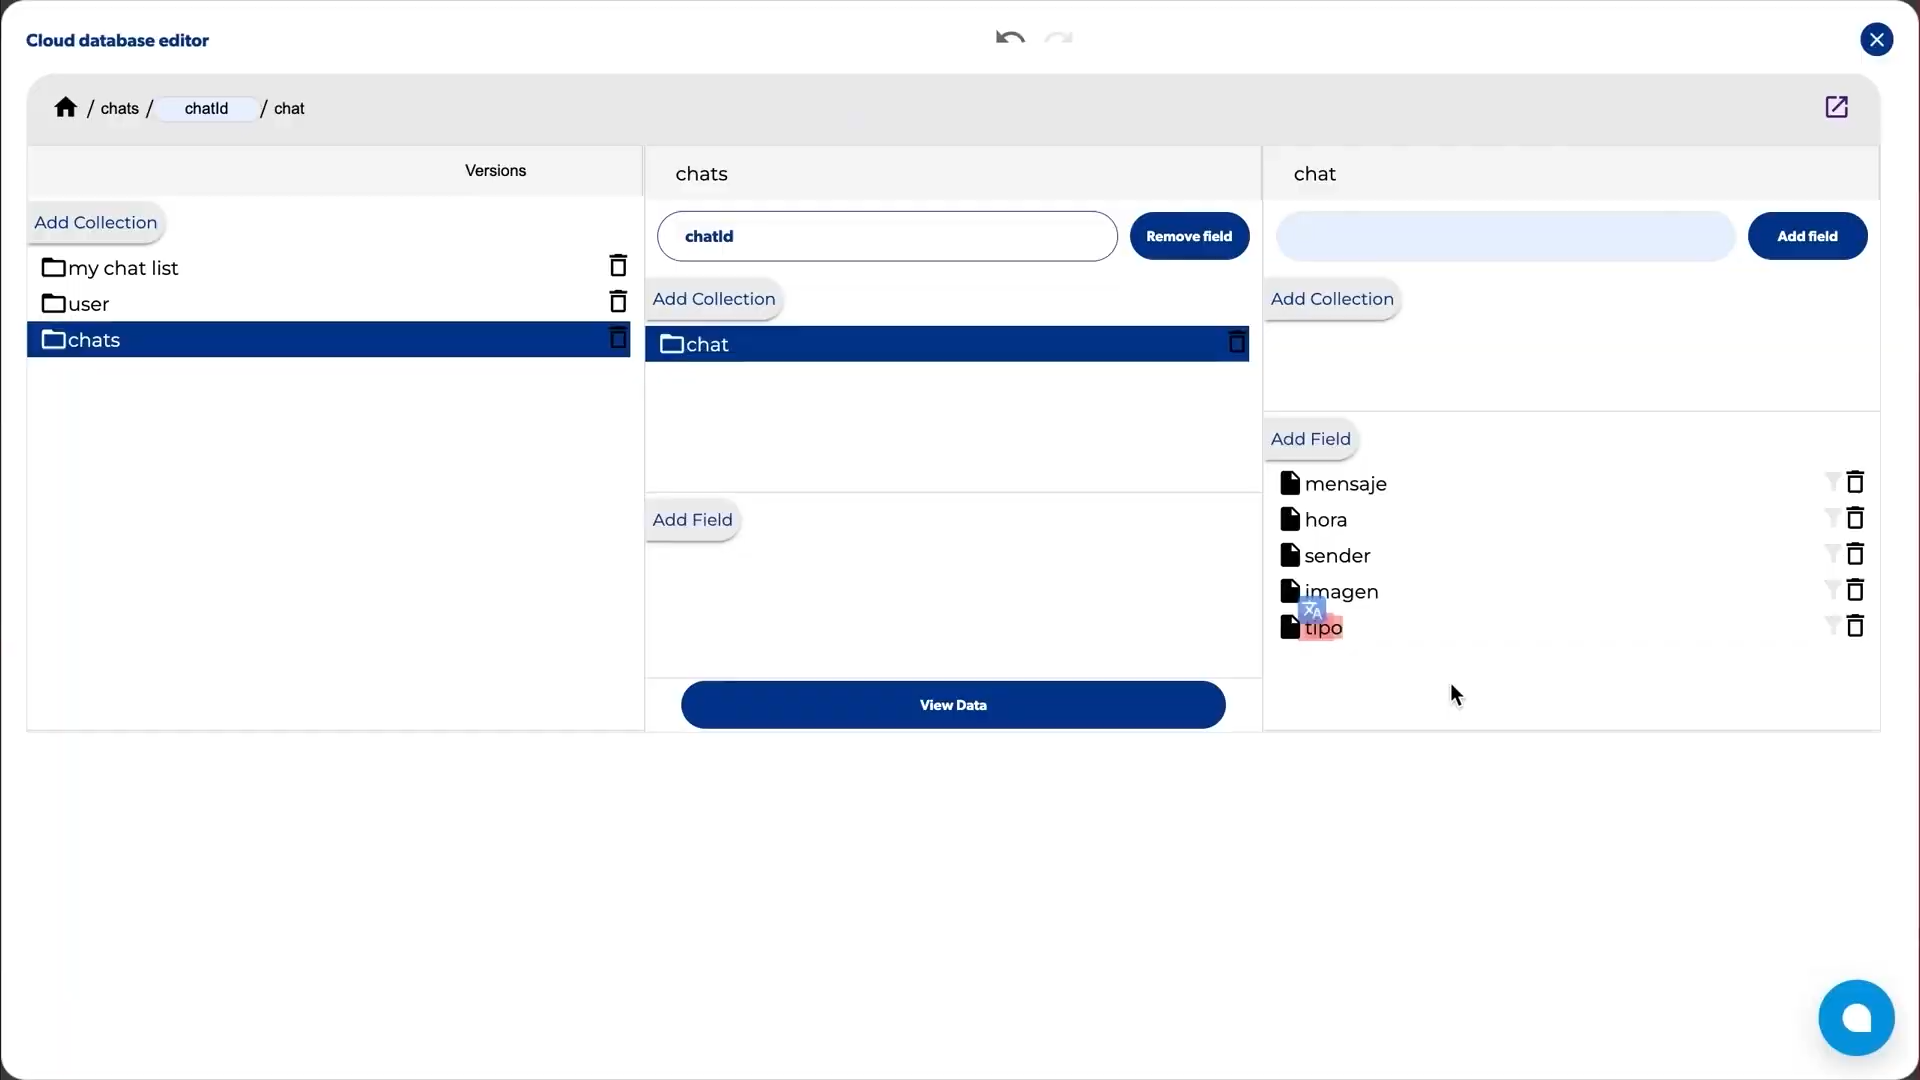 Cloud database editor
/ chats / chatId / chat
Versions
Add Collection
my chat list
user
chats
chats
chatId
Remove field
Add Collection
chat
Add Field
View Data
chat
Add field
Add Collection
Add Field
mensaje
hora
sender
imagen
tipo